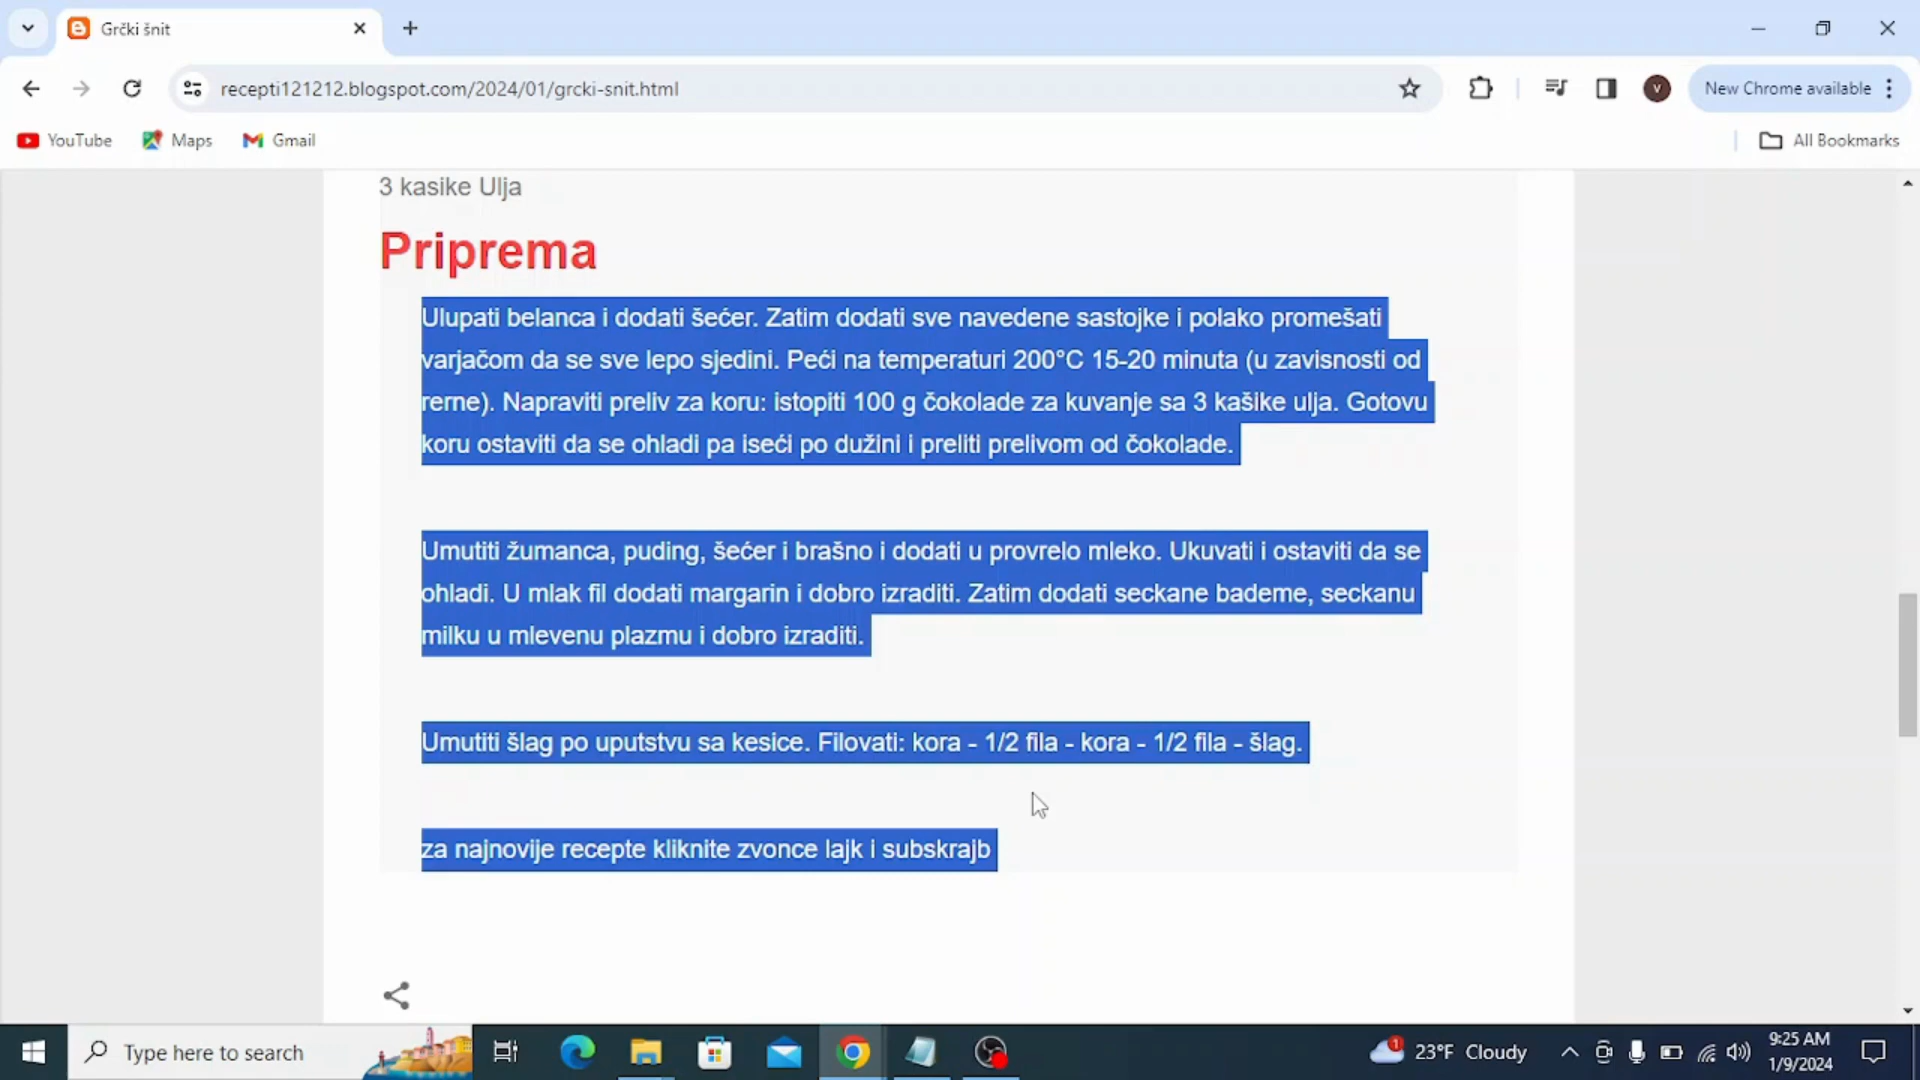 Grčki šnit
recepti121212.blogspot.com/2024/01/grcki-snit.html
V
New Chrome available
YouTube
Maps
Gmail
All Bookmarks
3 kasike Ulja
Priprema
Ulupati belanca i dodati šećer. Zatim dodati sve navedene sastojke i polako promešati
varjačom da se sve lepo sjedini. Peći na temperaturi 200°C 15-20 minuta (u zavisnosti od
rerne). Napraviti preliv za koru: istopiti 100 g čokolade za kuvanje sa 3 kašike ulja. Gotovu
koru ostaviti da se ohladi pa iseći po dužini i preliti prelivom od čokolade.
Umutiti žumanca, puding, šećer i brašno i dodati u provrelo mleko. Ukuvati i ostaviti da se
ohladi. U mlak fil dodati margarin i dobro izraditi. Zatim dodati seckane bademe, seckanu
milku u mlevenu plazmu i dobro izraditi.
Umutiti šlag po uputstvu sa kesice. Filovati: kora - 1/2 fila - kora - 1/2 fila - šlag.
za najnovije recepte kliknite zvonce lajk i subskrajb
Type here to search
1
23°F Cloudy
9:25 AM
1/9/2024